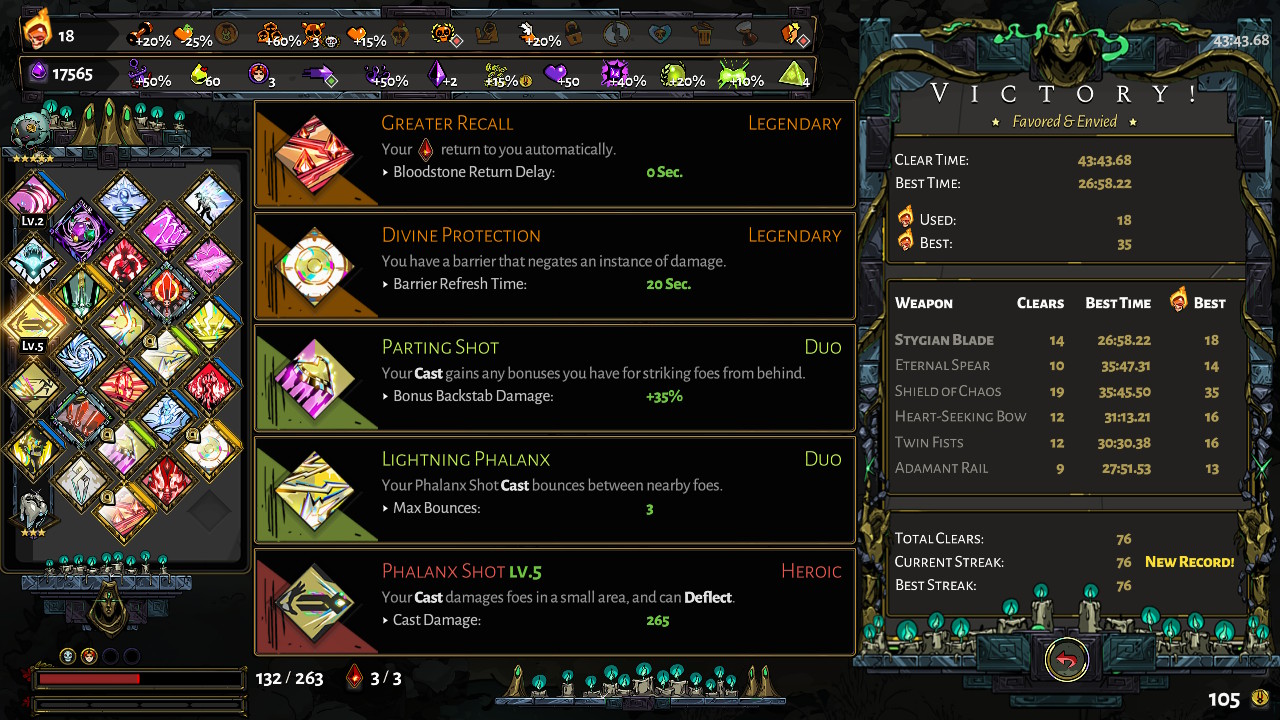 18
+20%
-25%
+60%
3
+15%
+20%
17565
+50%
-60
3
+50%
+2
+15%
+50
+40%
+20%
+10%
4
Lv.2
Lv.5
GREATER RECALL LEGENDARY
Your return to you automatically.
Bloodstone Return Delay: 0 Sec.
DIVINE PROTECTION LEGENDARY
You have a barrier that negates an instance of damage.
Barrier Refresh Time: 20 Sec.
PARTING SHOT DUO
Your Cast gains any bonuses you have for striking foes from behind.
Bonus Backstab Damage: +35%
LIGHTNING PHALANX DUO
Your Phalanx Shot Cast bounces between nearby foes.
Max Bounces: 3
PHALANX SHOT LV.5 HEROIC
Your Cast damages foes in a small area, and can Deflect.
Cast Damage: 265
132 / 263
3 / 3
43:43.68
VICTORY!
Favored & Envied
CLEAR TIME: 43:43.68
BEST TIME: 26:58.22
USED: 18
BEST: 35
WEAPON CLEARS BEST TIME BEST
STYGIAN BLADE 14 26:58.22 18
ETERNAL SPEAR 10 35:47.31 14
SHIELD OF CHAOS 19 35:45.50 35
HEART-SEEKING BOW 12 31:13.21 16
TWIN FISTS 12 30:30.38 16
ADAMANT RAIL 9 27:51.53 13
TOTAL CLEARS: 76
CURRENT STREAK: 76 NEW RECORD!
BEST STREAK: 76
105